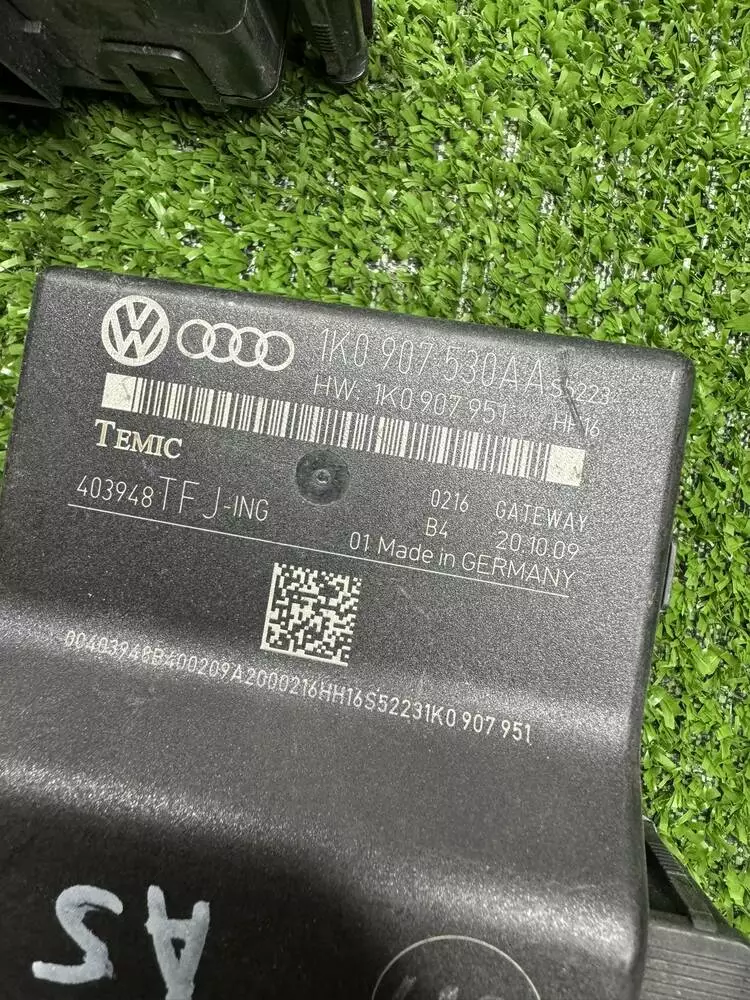 1K0 907 530AA S5223
HW: 1K0 907 951
TEMIC
403948 TFJ-ING
0216 GATEWAY
B4 20.10.09
01 Made in GERMANY
00403948B400209A2000216HH16S52231K0 907 951
AS